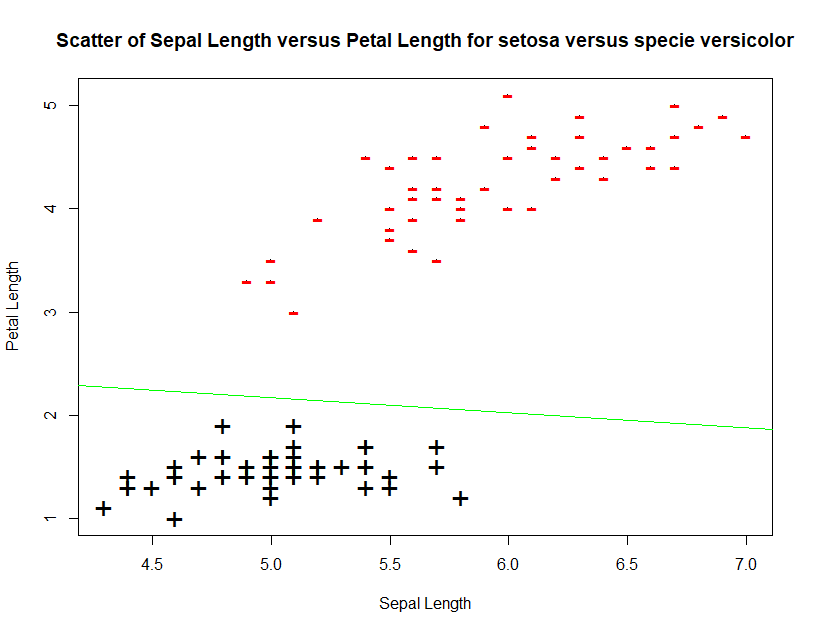 Scatter of Sepal Length versus Petal Length for setosa versus specie versicolor
Petal Length
5
4
3
2
1
4.5 5.0 5.5 6.0 6.5 7.0
Sepal Length